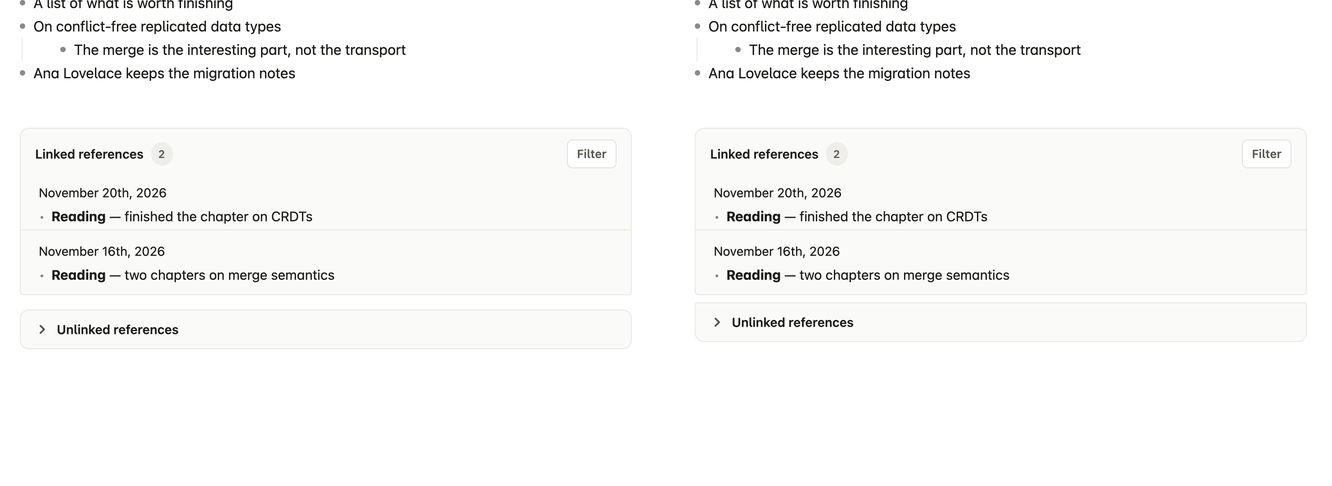 A list of what is worth finishing
On conflict-free replicated data types
The merge is the interesting part, not the transport
Ana Lovelace keeps the migration notes
Linked references 2 Filter
November 20th, 2026
Reading — finished the chapter on CRDTs
November 16th, 2026
Reading — two chapters on merge semantics
Unlinked references
A list of what is worth finishing
On conflict-free replicated data types
The merge is the interesting part, not the transport
Ana Lovelace keeps the migration notes
Linked references 2 Filter
November 20th, 2026
Reading — finished the chapter on CRDTs
November 16th, 2026
Reading — two chapters on merge semantics
Unlinked references